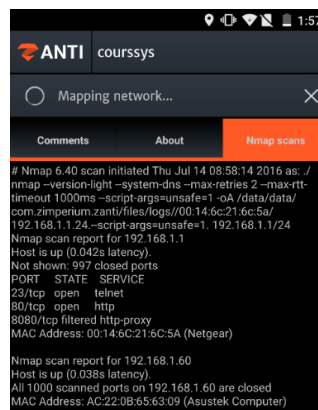 1:57
ZANTI courssys
Mapping network...
Comments About Nmap scans
# Nmap 6.40 scan initiated Thu Jul 14 08:58:14 2016 as: ./
nmap --version-light --system-dns --max-retries 2 --max-rtt-
timeout 1000ms --script-args=unsafe=1 -oA /data/data/
com.zimperium.zanti/files/logs//00:14:6c:21:6c:5a/
192.168.1.1.24.--script-args=unsafe=1. 192.168.1.1/24
Nmap scan report for 192.168.1.1
Host is up (0.042s latency).
Not shown: 997 closed ports
PORT STATE SERVICE
23/tcp open telnet
80/tcp open http
8080/tcp filtered http-proxy
MAC Address: 00:14:6C:21:6C:5A (Netgear)
Nmap scan report for 192.168.1.60
Host is up (0.038s latency).
All 1000 scanned ports on 192.168.1.60 are closed
MAC Address: AC:22:0B:65:63:09 (Asustek Computer)